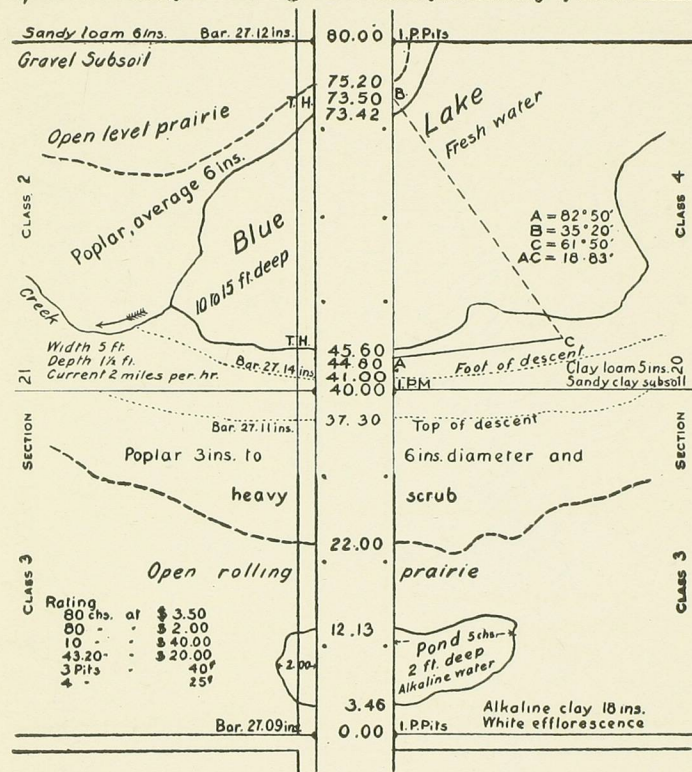 Sandy loam 6 ins. Bar. 27.12 ins. 80.00 I.P.Pits
Gravel Subsoil
75.20
T. H. 73.50 B.
73.42
Lake
Fresh water
Open level prairie
CLASS 2
Poplar, average 6 ins.
Blue
10 to 15 ft. deep
CLASS 4
A = 82° 50'
B = 35° 20'
C = 61° 50'
AC = 18.83'
Creek
T. H.
C
45.60
Width 5 ft.
44.80 A
Foot of descent
Depth 1½ ft.
Bar. 27.14 ins.
41.00
Clay loam 5 ins.
Current 2 miles per. hr.
40.00 I.P.M
Sandy clay subsoil
21
20
37.30
Bar. 27.11 ins.
Top of descent
SECTION
SECTION
Poplar 3 ins. to 6 ins. diameter and
heavy scrub
22.00
Open rolling prairie
CLASS 3
CLASS 3
Rating
80 chs. at $ 3.50
80 " " $ 2.00
10 " " $ 40.00
43.20 " " $ 20.00
3 Pits 40¢
4 " 25¢
12.13
Pond 5 chs.
2 ft. deep
Alkaline water
2.00
3.46
Alkaline clay 18 ins.
Bar. 27.09 ins. 0.00 I.P.Pits White efflorescence